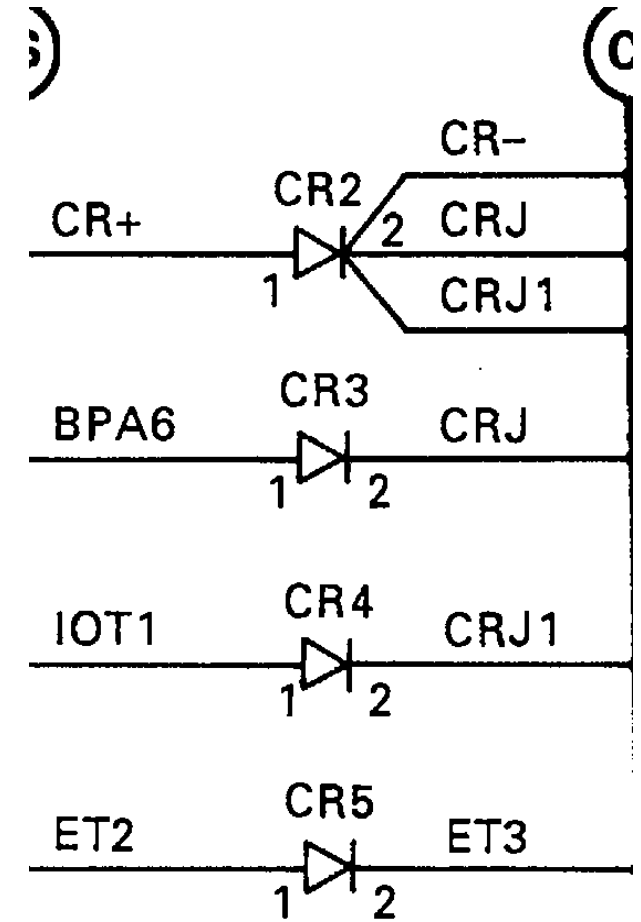 CR-
CR2
CR+ 2 CRJ
1 CRJ1
CR3
BPA6 CRJ
1 2
CR4
IOT1 CRJ1
1 2
CR5
ET2 ET3
1 2